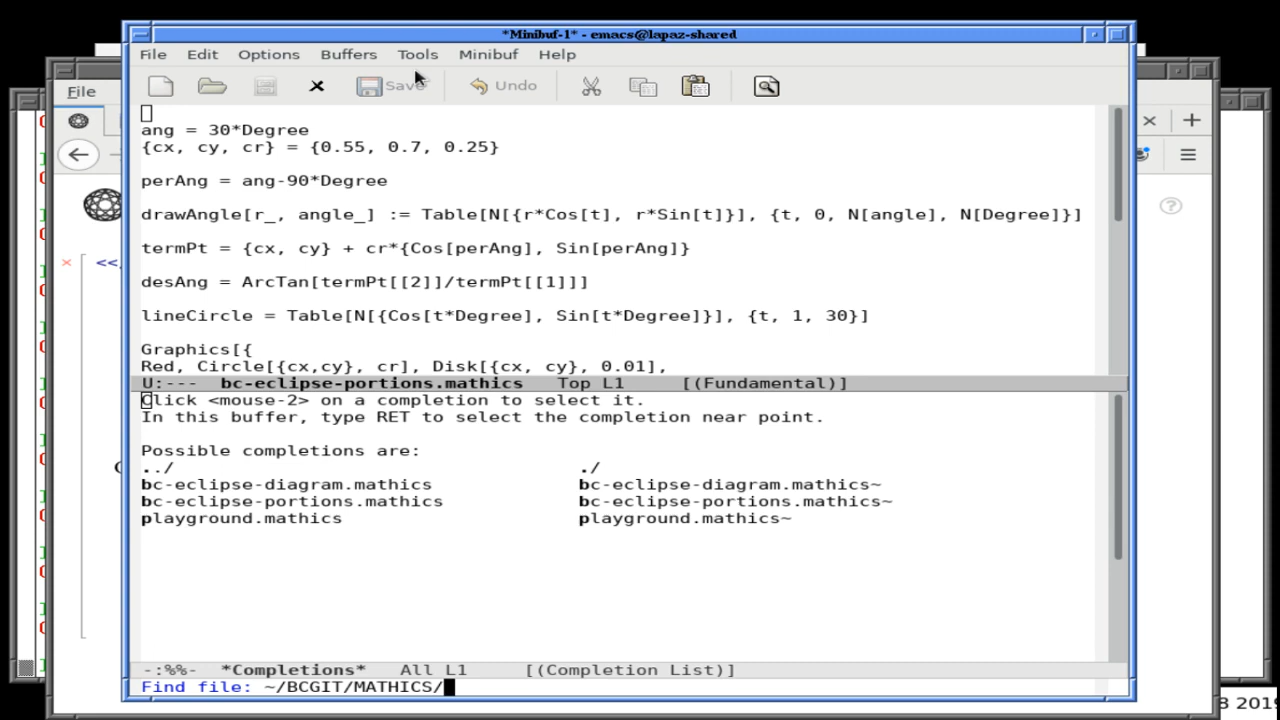 *Minibuf-1* - emacs@lapaz-shared
File Edit Options Buffers Tools Minibuf Help
Save Undo
File
ang = 30*Degree
{cx, cy, cr} = {0.55, 0.7, 0.25}
perAng = ang-90*Degree
drawAngle[r_, angle_] := Table[N[{r*Cos[t], r*Sin[t]}], {t, 0, N[angle], N[Degree]}]
termPt = {cx, cy} + cr*{Cos[perAng], Sin[perAng]}
<<
desAng = ArcTan[termPt[[2]]/termPt[[1]]]
lineCircle = Table[N[{Cos[t*Degree], Sin[t*Degree]}], {t, 1, 30}]
Graphics[{
Red, Circle[{cx,cy}, cr], Disk[{cx, cy}, 0.01],
U:--- bc-eclipse-portions.mathics Top L1 [(Fundamental)]
Click <mouse-2> on a completion to select it.
In this buffer, type RET to select the completion near point.
Possible completions are:
../ ./
bc-eclipse-diagram.mathics bc-eclipse-diagram.mathics~
bc-eclipse-portions.mathics bc-eclipse-portions.mathics~
playground.mathics playground.mathics~
-:%%- *Completions* All L1 [(Completion List)]
Find file: ~/BCGIT/MATHICS/